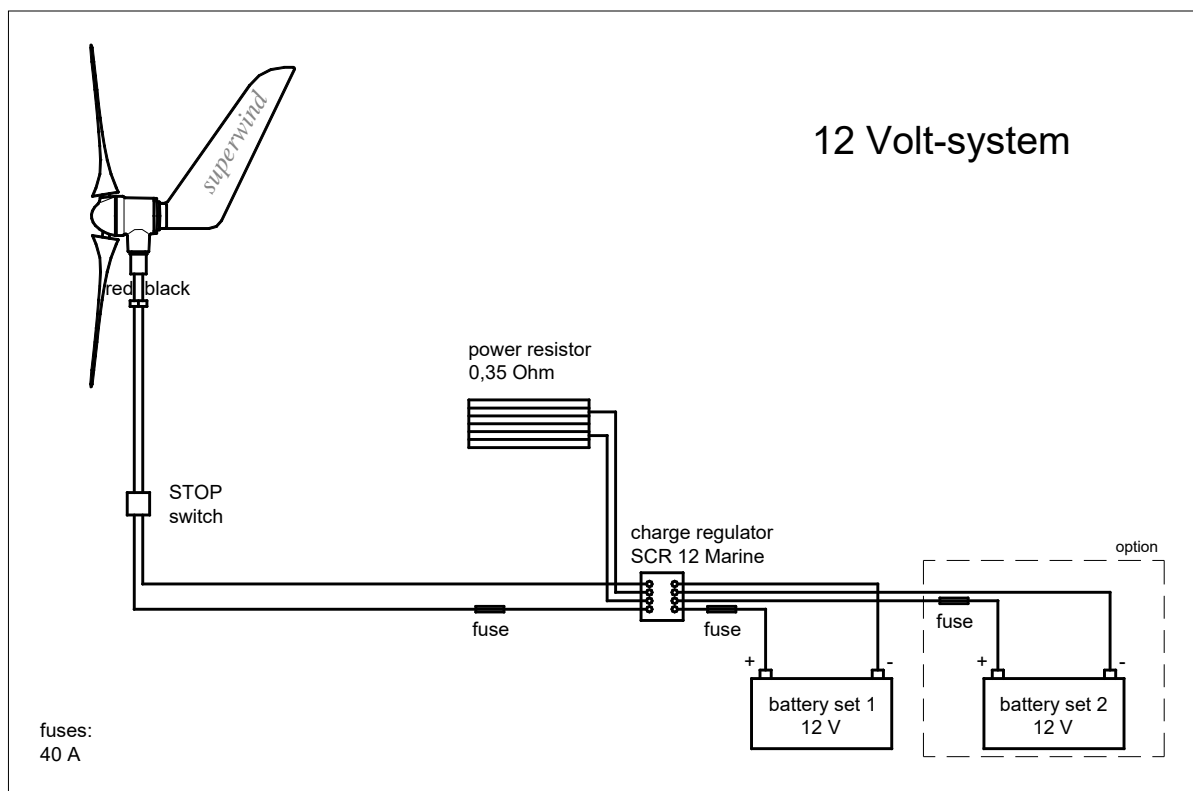 superwind
12 Volt-system
red black
power resistor
0,35 Ohm
STOP
switch
charge regulator
SCR 12 Marine
option
fuse
fuse
fuse
+
-
+
-
battery set 1
12 V
battery set 2
12 V
fuses:
40 A